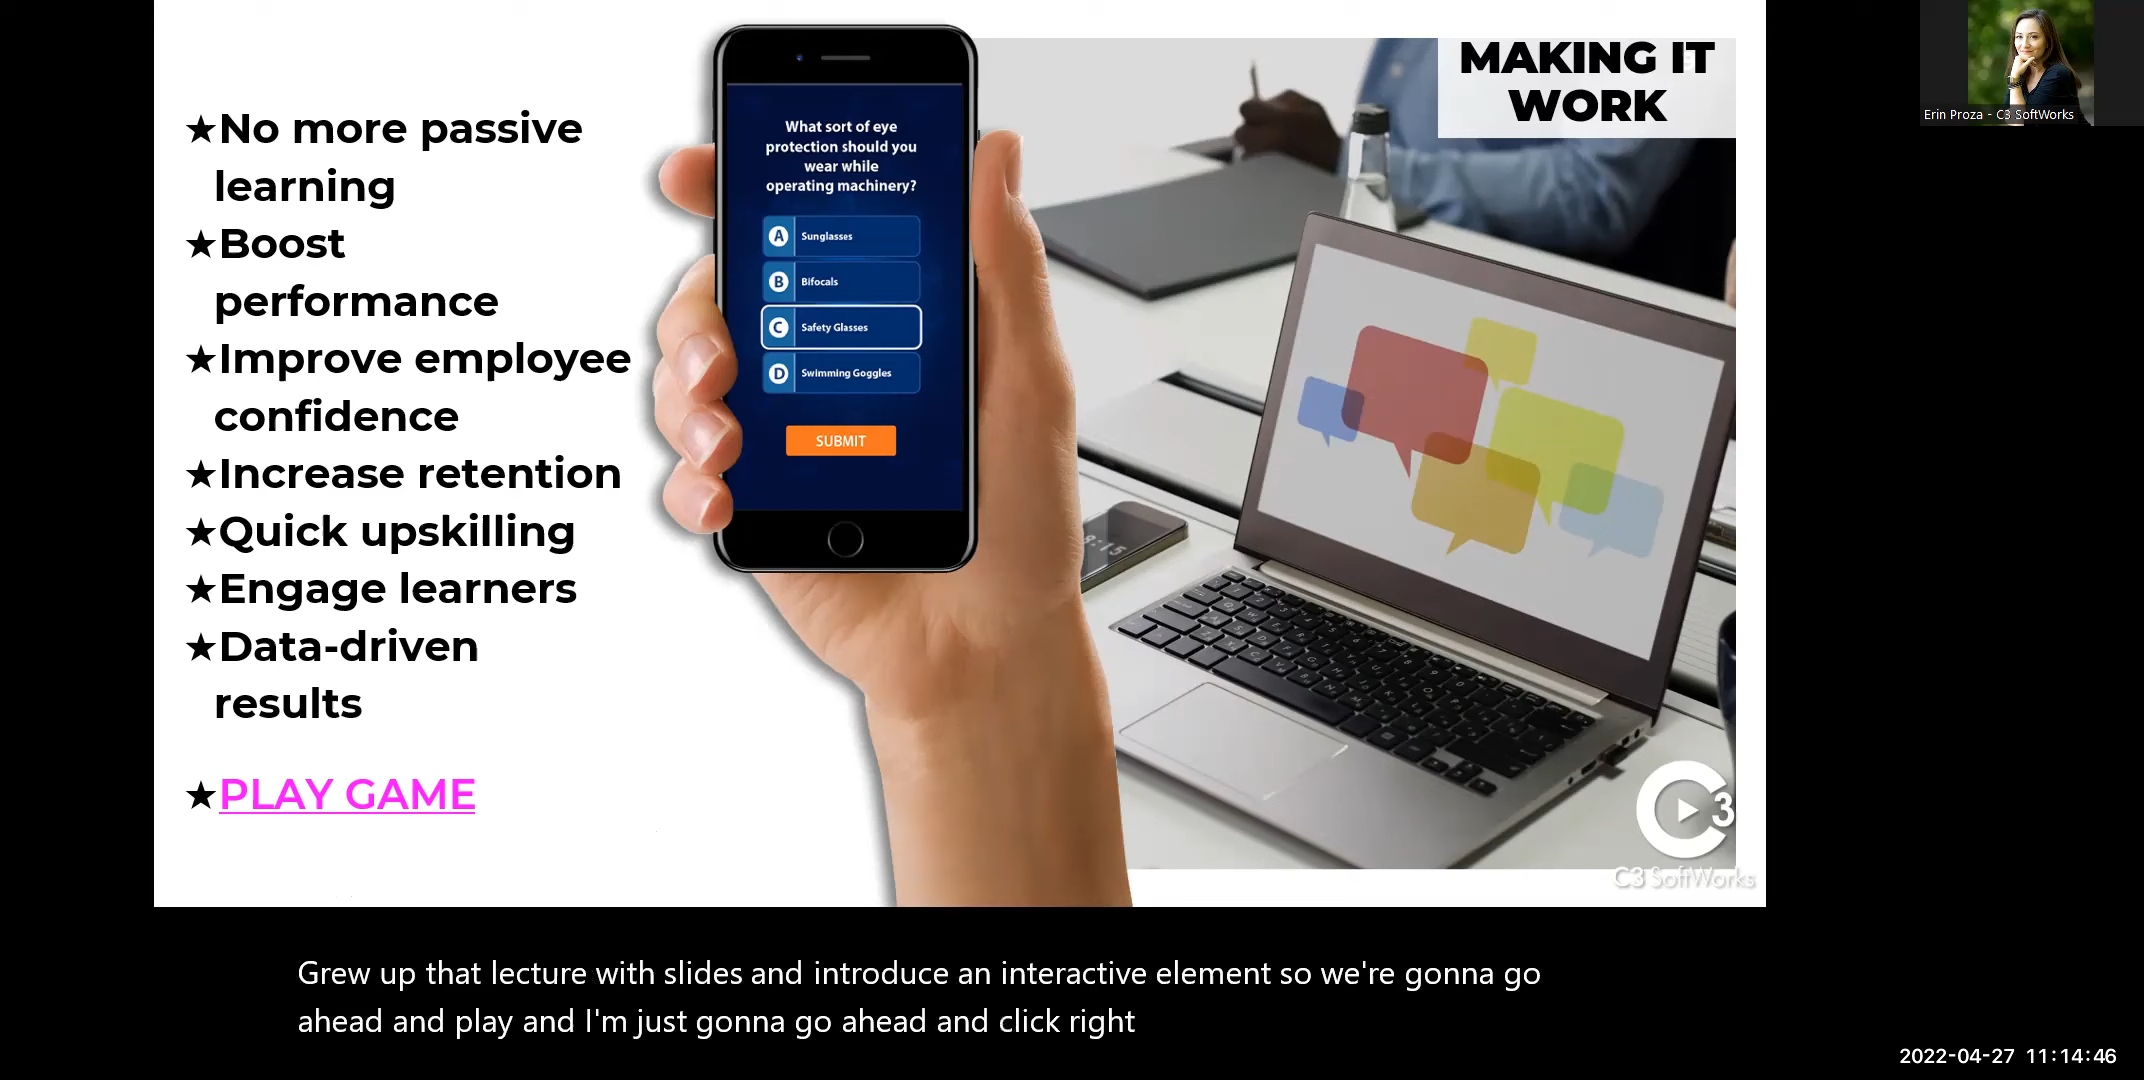 ★No more passive
learning
★Boost
performance
★Improve employee
confidence
★Increase retention
★Quick upskilling
★Engage learners
★Data-driven
results
★PLAY GAME
What sort of eye
protection should you
wear while
operating machinery?
A Sunglasses
B Bifocals
C Safety Glasses
D Swimming Goggles
SUBMIT
MAKING IT
WORK
C3
C3 SoftWorks
Erin Proza - C3 SoftWorks
Grew up that lecture with slides and introduce an interactive element so we're gonna go
ahead and play and I'm just gonna go ahead and click right
2022-04-27 11:14:46